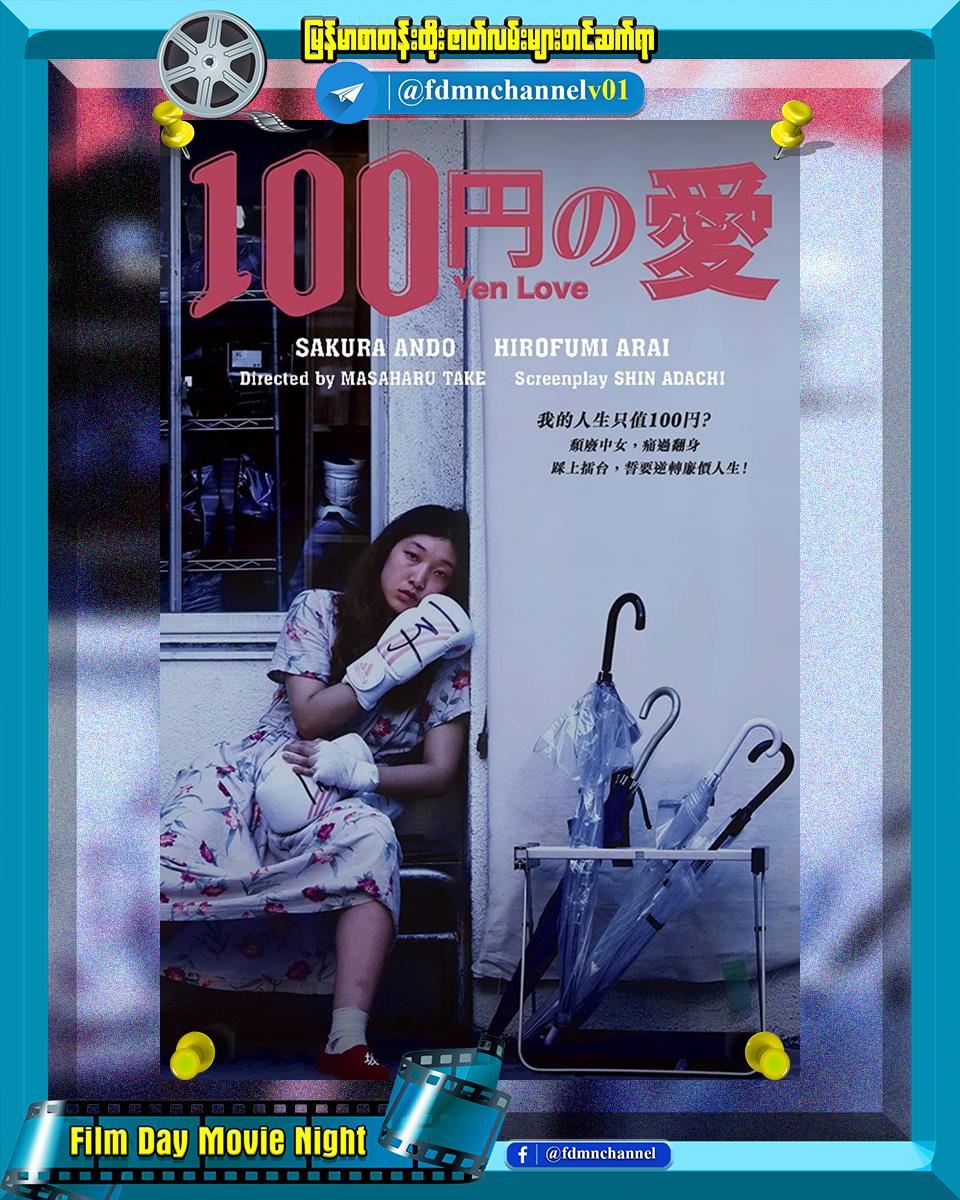 မြန်မာစာတန်းထိုးဇာတ်လမ်းများတင်ဆက်ရာ
@fdmnchannelv01
100円の愛
Yen Love
SAKURA ANDO HIROFUMI ARAI
Directed by MASAHARU TAKE Screenplay SHIN ADACHI
我的人生只值100円?
頹廢中女，痛過翻身
踩上擂台，誓要逆轉廉價人生!
Film Day Movie Night
f @fdmnchannel